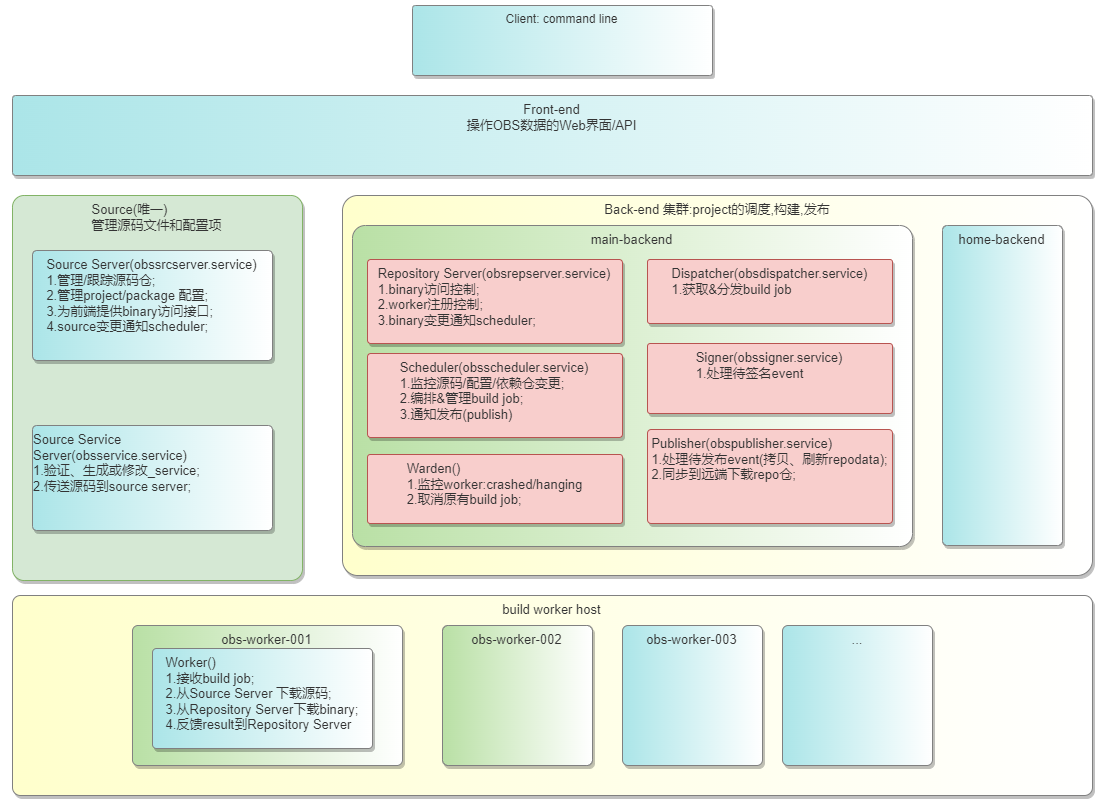 Client: command line
Front-end
操作OBS数据的Web界面/API
Source(唯一)
管理源码文件和配置项
Source Server(obssrcserver.service)
1.管理/跟踪源码仓;
2.管理project/package 配置;
3.为前端提供binary访问接口;
4.source变更通知scheduler;
Source Service
Server(obsservice.service)
1.验证、生成或修改_service;
2.传送源码到source server;
Back-end 集群:project的调度,构建,发布
main-backend
Repository Server(obsrepserver.service)
1.binary访问控制;
2.worker注册控制;
3.binary变更通知scheduler;
Scheduler(obsscheduler.service)
1.监控源码/配置/依赖仓变更;
2.编排&管理build job;
3.通知发布(publish)
Warden()
1.监控worker:crashed/hanging
2.取消原有build job;
Dispatcher(obsdispatcher.service)
1.获取&分发build job
Signer(obssigner.service)
1.处理待签名event
Publisher(obspublisher.service)
1.处理待发布event(拷贝、刷新repodata);
2.同步到远端下载repo仓;
home-backend
build worker host
obs-worker-001
Worker()
1.接收build job;
2.从Source Server 下载源码;
3.从Repository Server下载binary;
4.反馈result到Repository Server
obs-worker-002
obs-worker-003
...